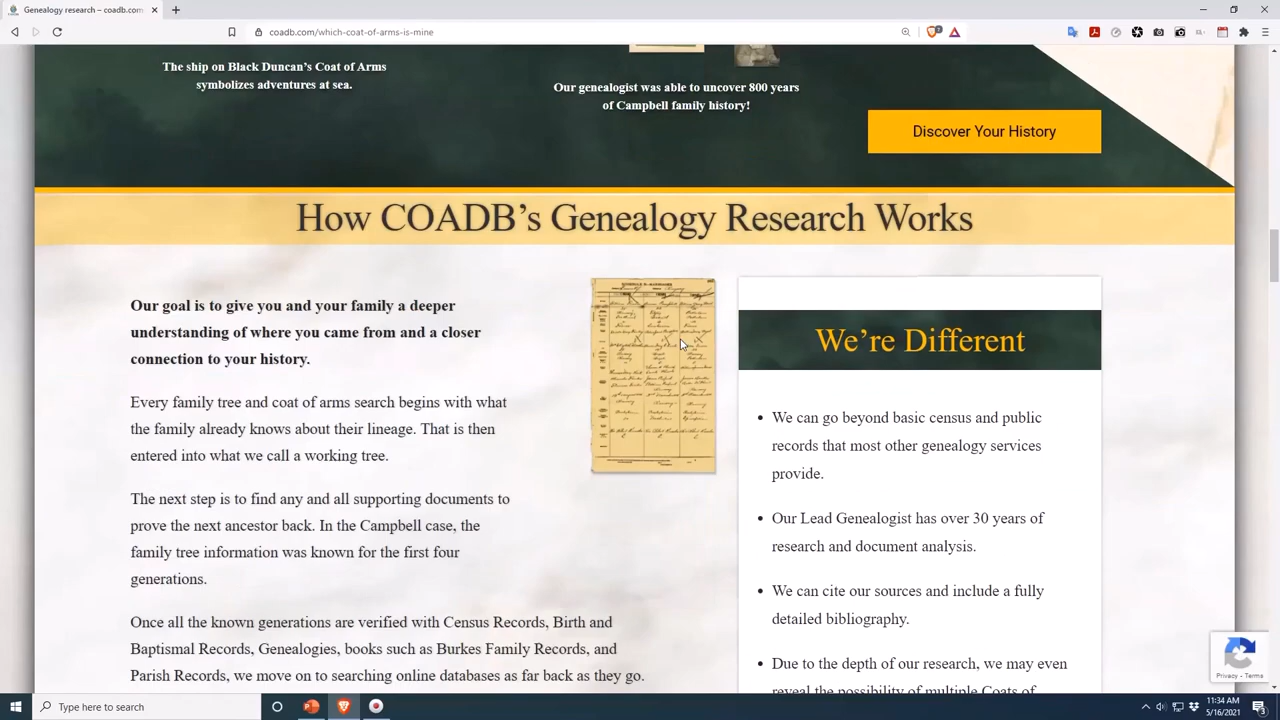 Genealogy research – coadb.com
coadb.com/which-coat-of-arms-is-mine
The ship on Black Duncan's Coat of Arms
symbolizes adventures at sea.
Our genealogist was able to uncover 800 years
of Campbell family history!
Discover Your History
How COADB's Genealogy Research Works
Our goal is to give you and your family a deeper
understanding of where you came from and a closer
connection to your history.
Every family tree and coat of arms search begins with what
the family already knows about their lineage. That is then
entered into what we call a working tree.
The next step is to find any and all supporting documents to
prove the next ancestor back. In the Campbell case, the
family tree information was known for the first four
generations.
Once all the known generations are verified with Census Records, Birth and
Baptismal Records, Genealogies, books such as Burkes Family Records, and
Parish Records, we move on to searching online databases as far back as they go.
We're Different
• We can go beyond basic census and public
records that most other genealogy services
provide.
• Our Lead Genealogist has over 30 years of
research and document analysis.
• We can cite our sources and include a fully
detailed bibliography.
• Due to the depth of our research, we may even
reveal the possibility of multiple Coats of
Privacy - Terms
Type here to search
11:34 AM
5/16/2021